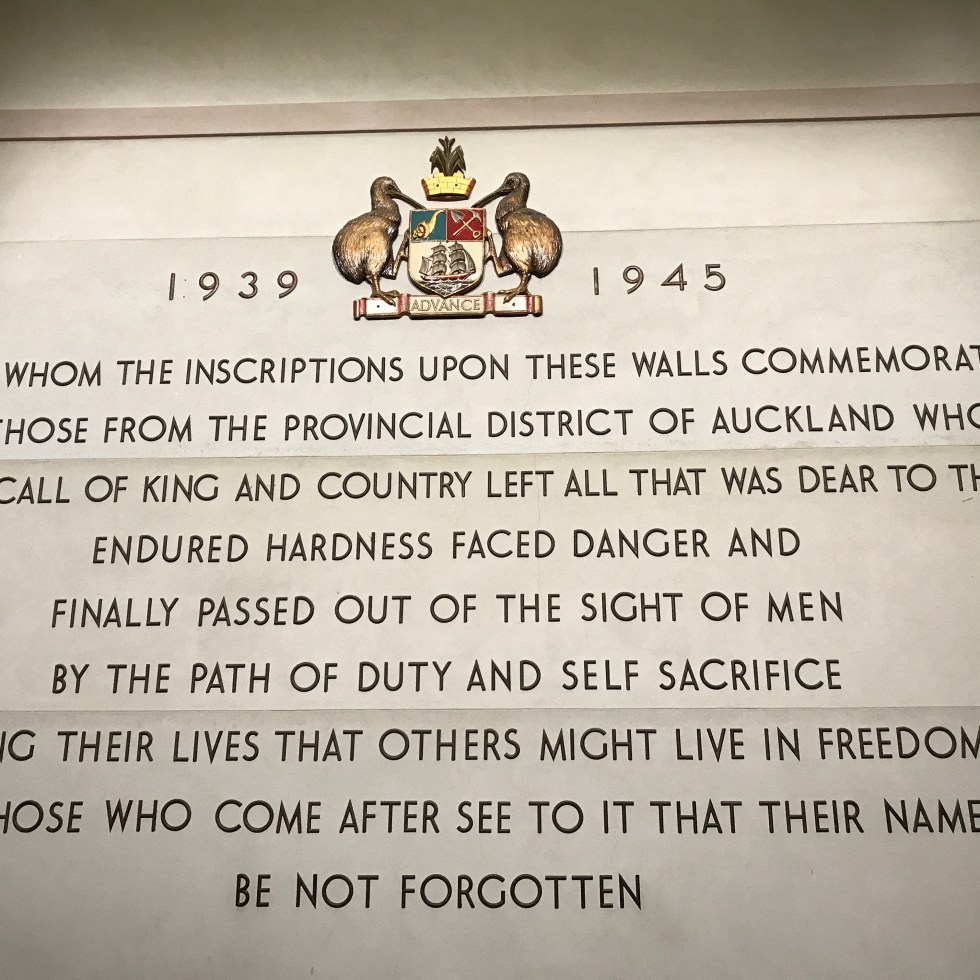 1939 1945
ADVANCE
WHOM THE INSCRIPTIONS UPON THESE WALLS COMMEMORAT
HOSE FROM THE PROVINCIAL DISTRICT OF AUCKLAND WHO
CALL OF KING AND COUNTRY LEFT ALL THAT WAS DEAR TO TH
ENDURED HARDNESS FACED DANGER AND
FINALLY PASSED OUT OF THE SIGHT OF MEN
BY THE PATH OF DUTY AND SELF SACRIFICE
NG THEIR LIVES THAT OTHERS MIGHT LIVE IN FREEDOM
HOSE WHO COME AFTER SEE TO IT THAT THEIR NAME
BE NOT FORGOTTEN